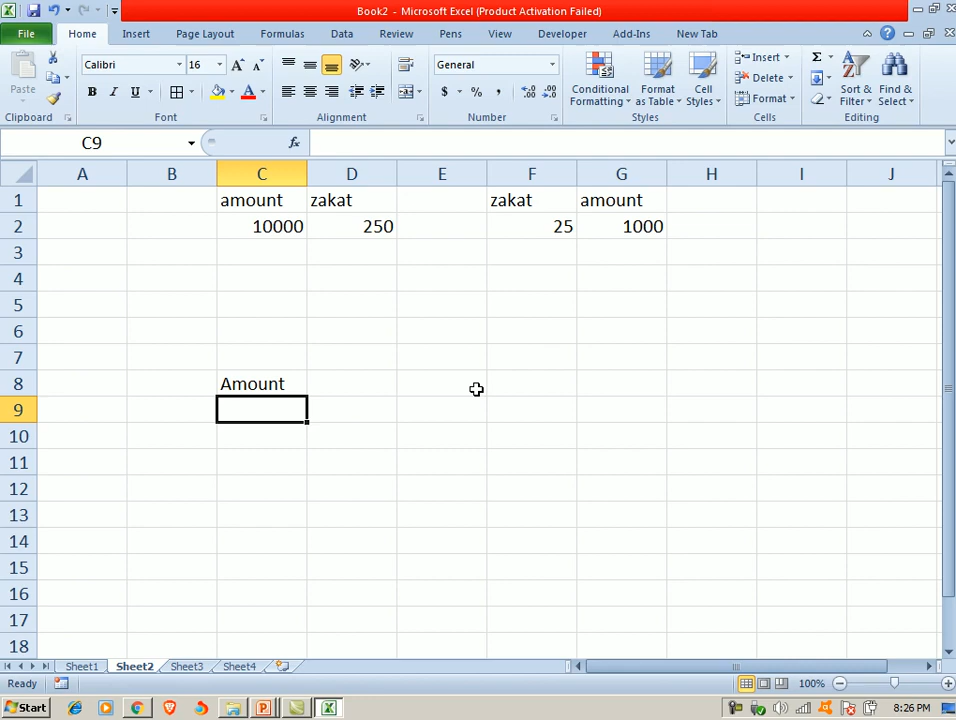 Book2 - Microsoft Excel (Product Activation Failed)
File Home Insert Page Layout Formulas Data Review Pens View Developer Add-Ins New Tab
Paste
Calibri 16
B I U A
General
$ % ,
Conditional Formatting
Format as Table
Cell Styles
Insert
Delete
Format
Σ
Sort & Filter
Find & Select
Clipboard Font Alignment Number Styles Cells Editing
C9 fx
A B C D E F G H I J
1 amount zakat zakat amount
2 10000 250 25 1000
3
4
5
6
7
8 Amount
9
10
11
12
13
14
15
16
17
18
Sheet1 Sheet2 Sheet3 Sheet4
Ready 100%
Start 8:26 PM